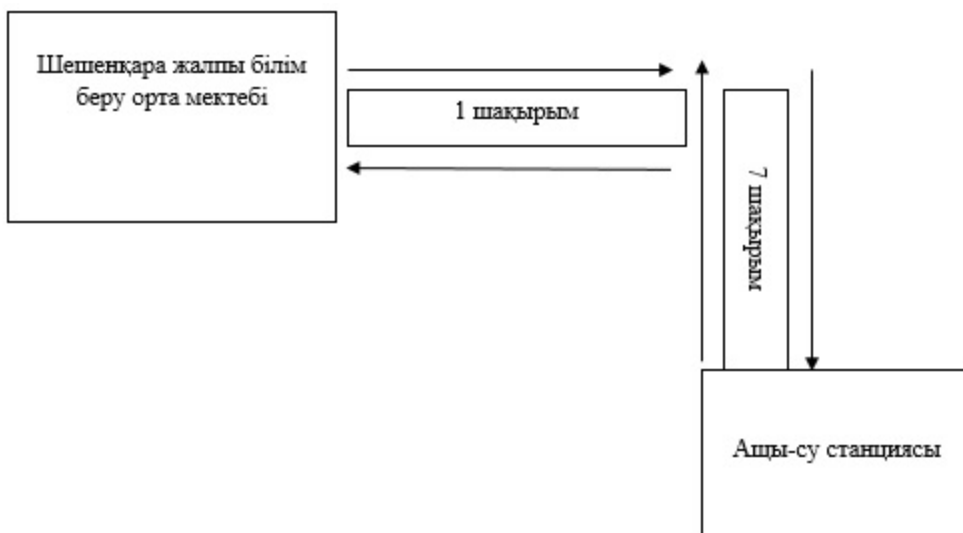 Шешенқара жалпы білім
беру орта мектебі
1 шақырым
7 шақырым
Ащы-су станциясы